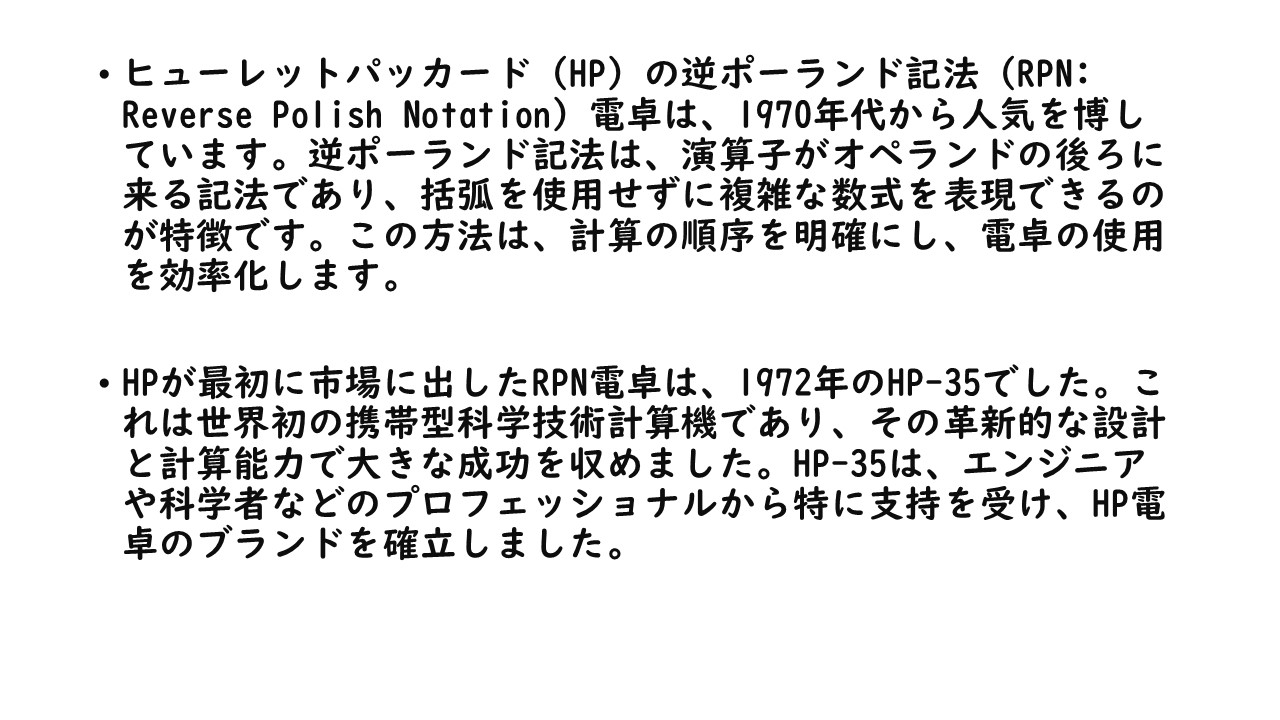 • ヒューレットパッカード（HP）の逆ポーランド記法（RPN:
Reverse Polish Notation）電卓は、1970年代から人気を博し
ています。逆ポーランド記法は、演算子がオペランドの後ろに
来る記法であり、括弧を使用せずに複雑な数式を表現できるの
が特徴です。この方法は、計算の順序を明確にし、電卓の使用
を効率化します。
• HPが最初に市場に出したRPN電卓は、1972年のHP-35でした。こ
れは世界初の携帯型科学技術計算機であり、その革新的な設計
と計算能力で大きな成功を収めました。HP-35は、エンジニア
や科学者などのプロフェッショナルから特に支持を受け、HP電
卓のブランドを確立しました。